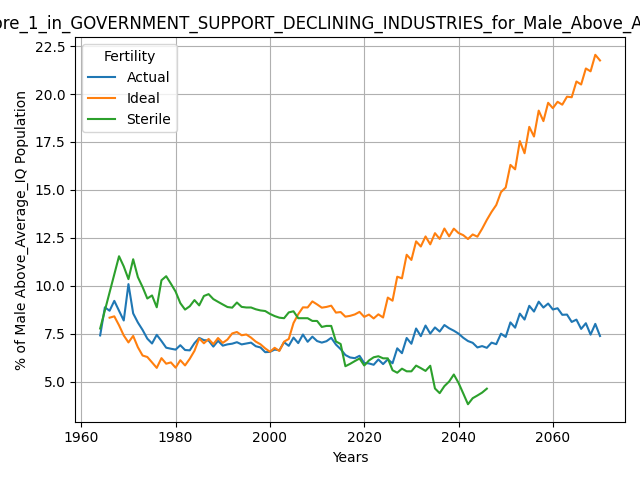 ore_1_in_GOVERNMENT_SUPPORT_DECLINING_INDUSTRIES_for_Male_Above_A
Fertility
Actual
Ideal
Sterile
% of Male Above_Average_IQ Population
22.5
20.0
17.5
15.0
12.5
10.0
7.5
5.0
1960
1980
2000
2020
2040
2060
Years